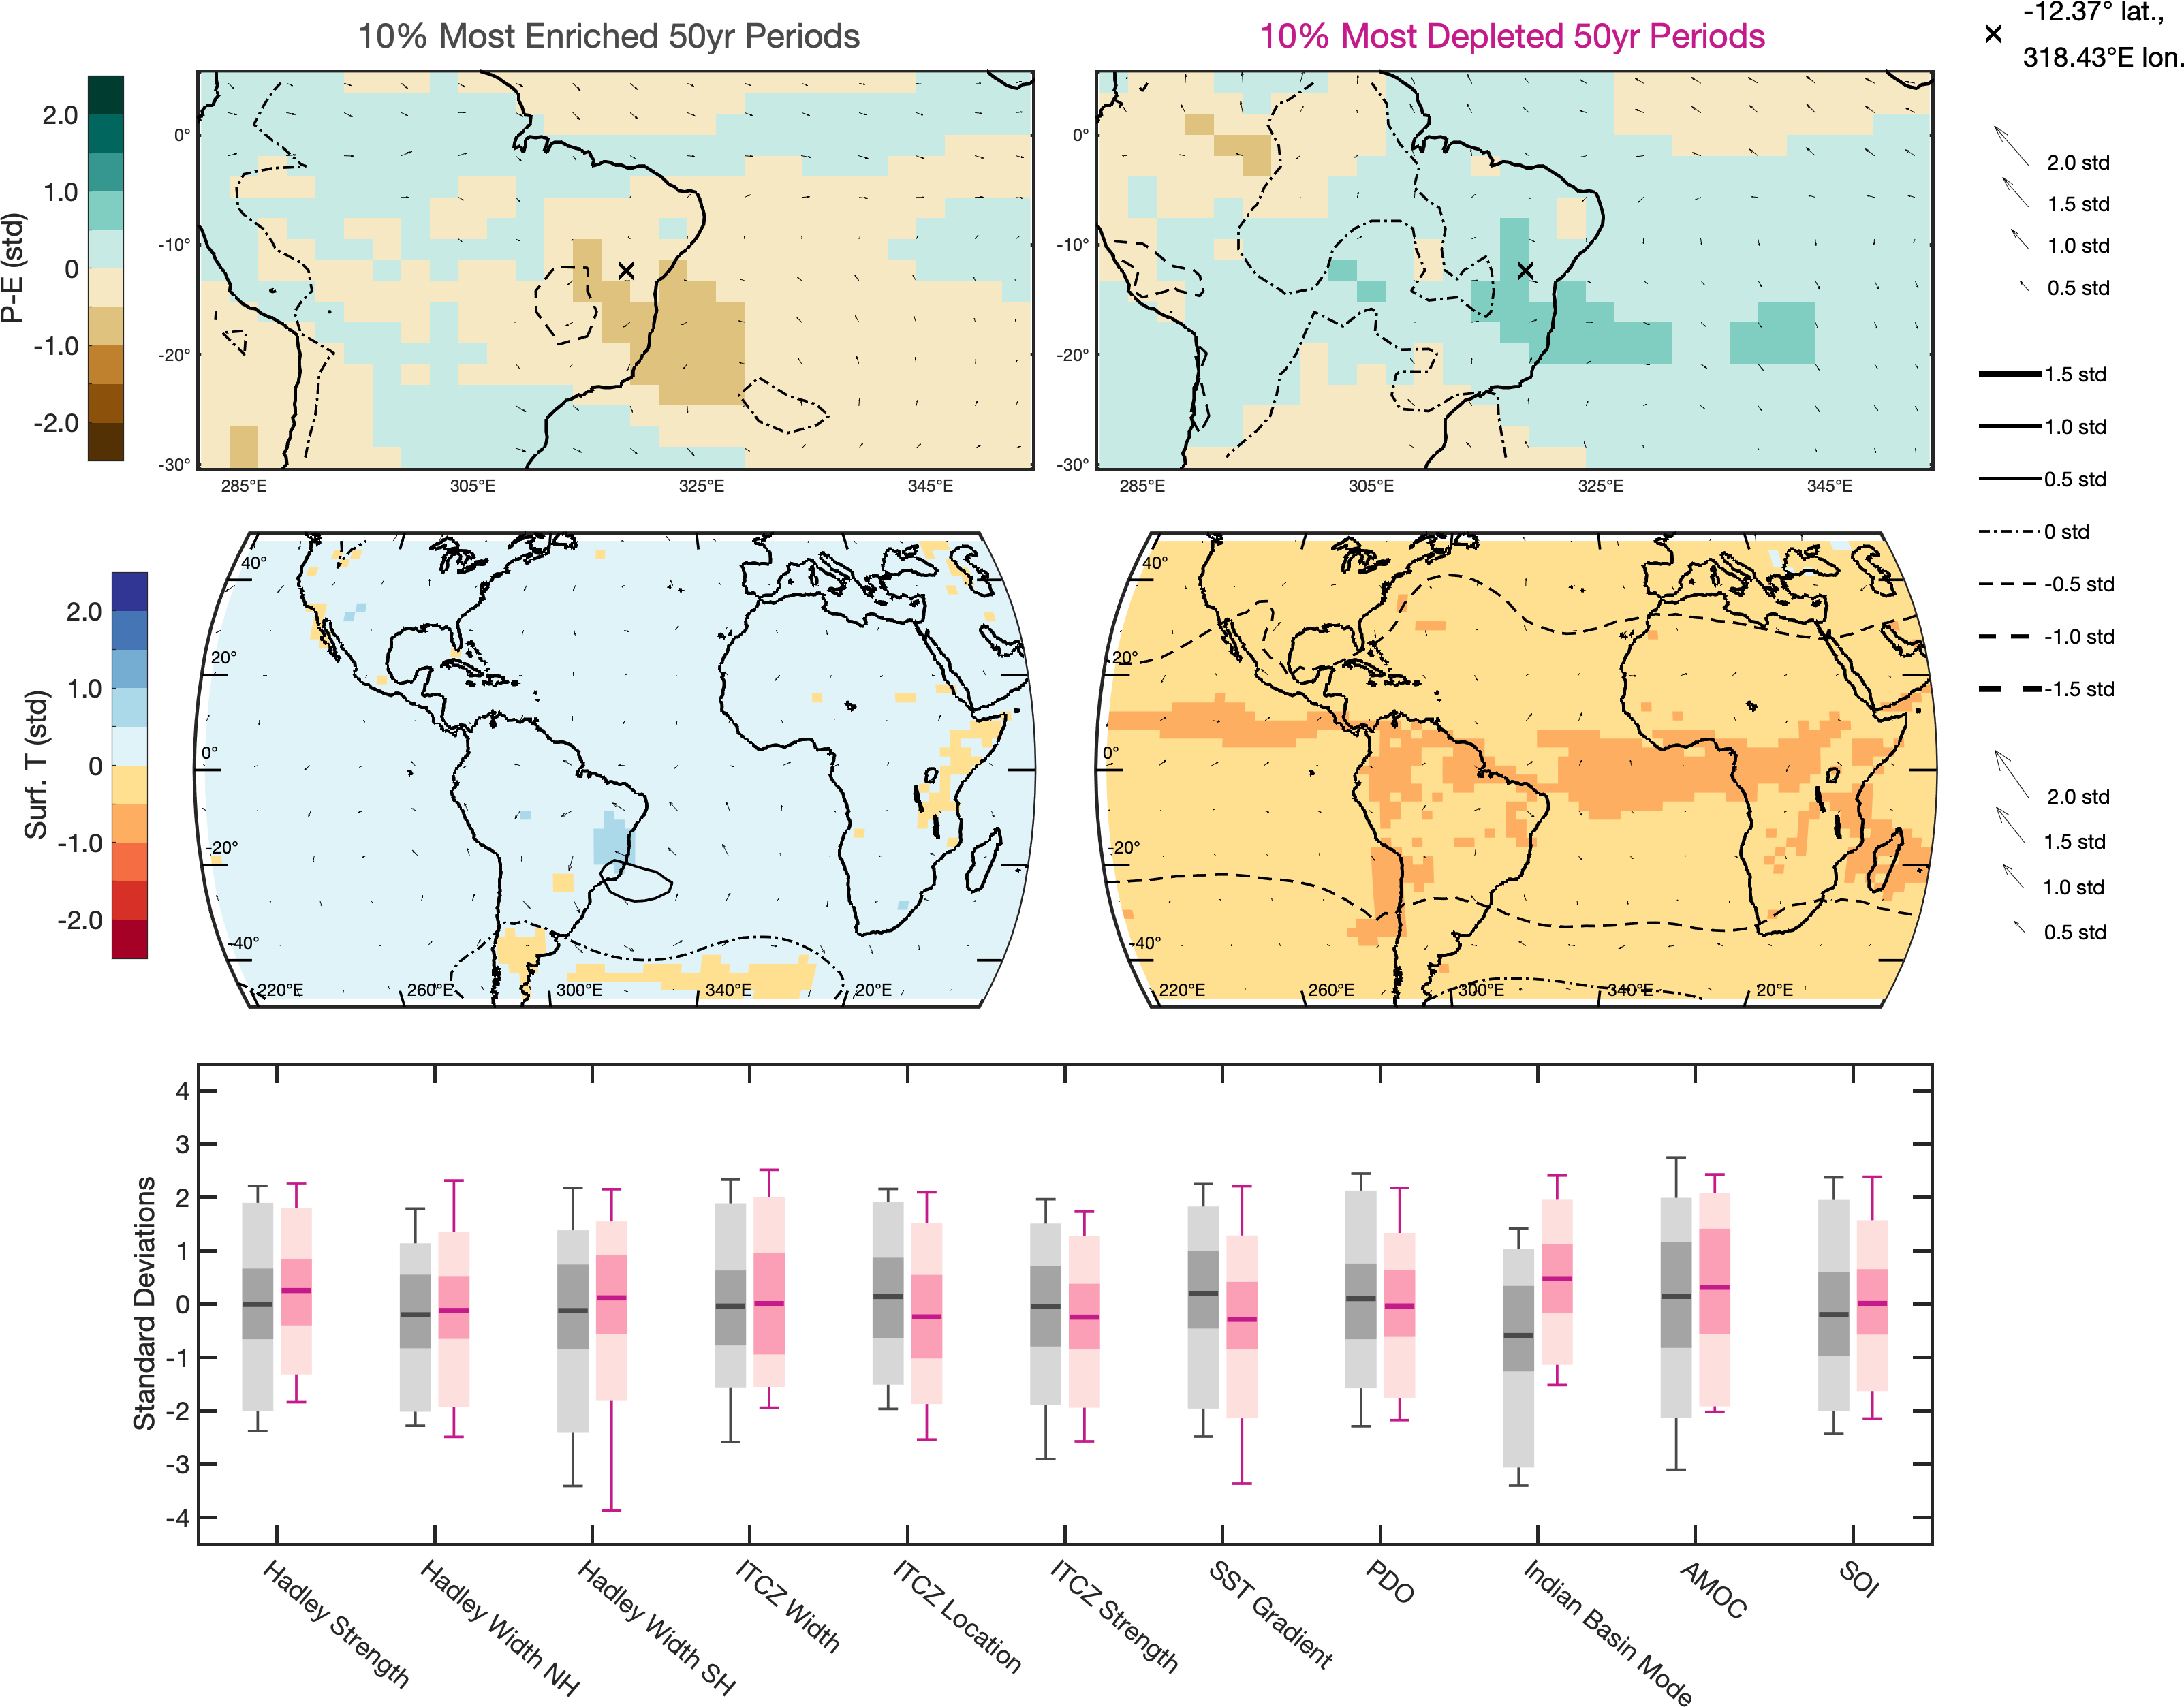 10% Most Enriched 50yr Periods
10% Most Depleted 50yr Periods
-12.37° lat.,
318.43°E lon.
P-E (std)
2.0
1.0
0
-1.0
-2.0
0°
-10°
-20°
-30°
285°E
305°E
325°E
345°E
0°
-10°
-20°
-30°
285°E
305°E
325°E
345°E
2.0 std
1.5 std
1.0 std
0.5 std
1.5 std
1.0 std
0.5 std
0 std
-0.5 std
-1.0 std
-1.5 std
Surf. T (std)
2.0
1.0
0
-1.0
-2.0
40°
20°
0°
-20°
-40°
220°E
260°E
300°E
340°E
20°E
40°
20°
0°
-20°
-40°
220°E
260°E
300°E
340°E
20°E
2.0 std
1.5 std
1.0 std
0.5 std
Standard Deviations
4
3
2
1
0
-1
-2
-3
-4
Hadley Strength
Hadley Width NH
Hadley Width SH
ITCZ Width
ITCZ Location
ITCZ Strength
SST Gradient
PDO
Indian Basin Mode
AMOC
SOI